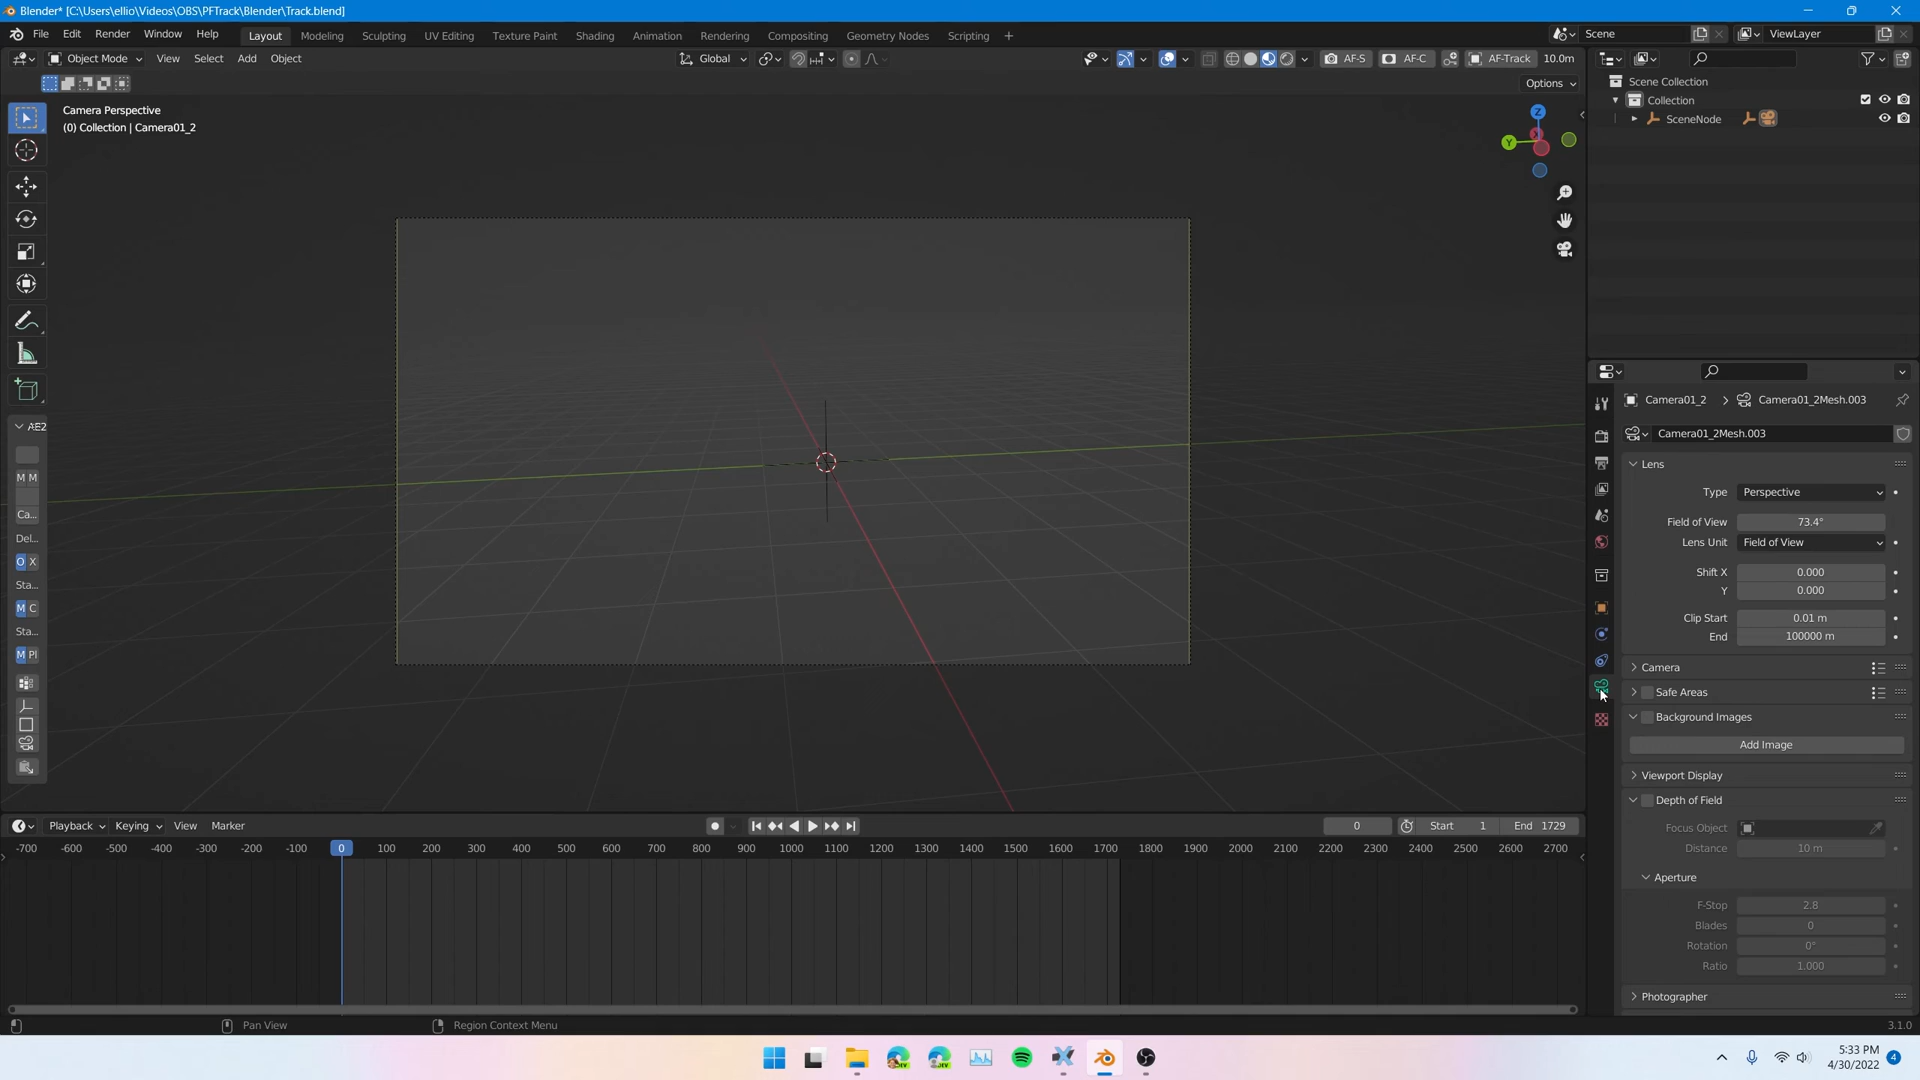 Blender* [C:\Users\ellio\Videos\OBS\PFTrack\Blender\Track.blend]
File Edit Render Window Help Layout Modeling Sculpting UV Editing Texture Paint Shading Animation Rendering Compositing Geometry Nodes Scripting + Scene ViewLayer
Object Mode View Select Add Object Global AF-S AF-C AF-Track 10.0m
Options
Scene Collection
Collection
SceneNode
Camera Perspective
(0) Collection | Camera01_2
Z
Y
X
AE2
M M
Ca...
Del...
O X
Sta...
M C
Sta...
M Pl
Camera01_2 > Camera01_2Mesh.003
Camera01_2Mesh.003
Lens
Type Perspective
Field of View 73.4°
Lens Unit Field of View
Shift X 0.000
Y 0.000
Clip Start 0.01 m
End 100000 m
Camera
Safe Areas
Background Images
Add Image
Viewport Display
Depth of Field
Focus Object
Distance 10 m
Aperture
F-Stop 2.8
Blades 0
Rotation 0°
Ratio 1.000
Photographer
Playback Keying View Marker 0 Start 1 End 1729
-700 -600 -500 -400 -300 -200 -100 0 100 200 300 400 500 600 700 800 900 1000 1100 1200 1300 1400 1500 1600 1700 1800 1900 2000 2100 2200 2300 2400 2500 2600 2700
Pan View Region Context Menu 3.1.0
DEV DEV
5:33 PM
4/30/2022 4